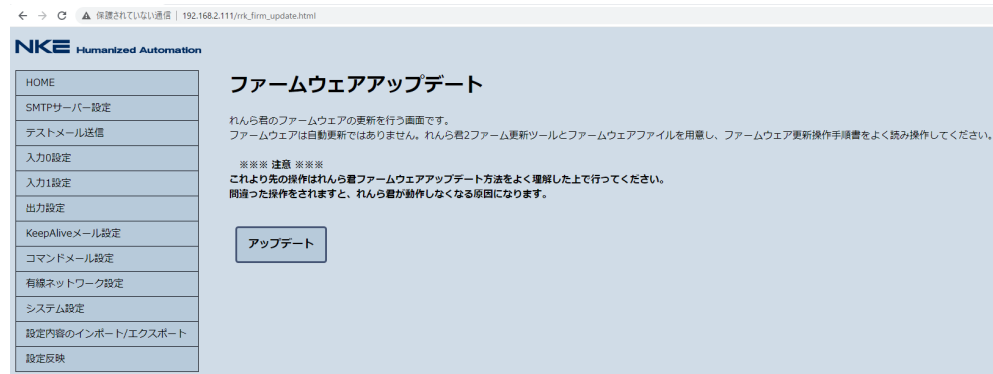 保護されていない通信 | 192.168.2.111/rrk_firm_update.html
NKE Humanized Automation
HOME
SMTPサーバー設定
テストメール送信
入力0設定
入力1設定
出力設定
KeepAliveメール設定
コマンドメール設定
有線ネットワーク設定
システム設定
設定内容のインポート/エクスポート
設定反映
ファームウェアアップデート
れんら君のファームウェアの更新を行う画面です。
ファームウェアは自動更新ではありません。れんら君2ファーム更新ツールとファームウェアファイルを用意し、ファームウェア更新操作手順書をよく読み操作してください。
※※※ 注意 ※※※
これより先の操作はれんら君ファームウェアアップデート方法をよく理解した上で行ってください。
間違った操作をされますと、れんら君が動作しなくなる原因になります。
アップデート